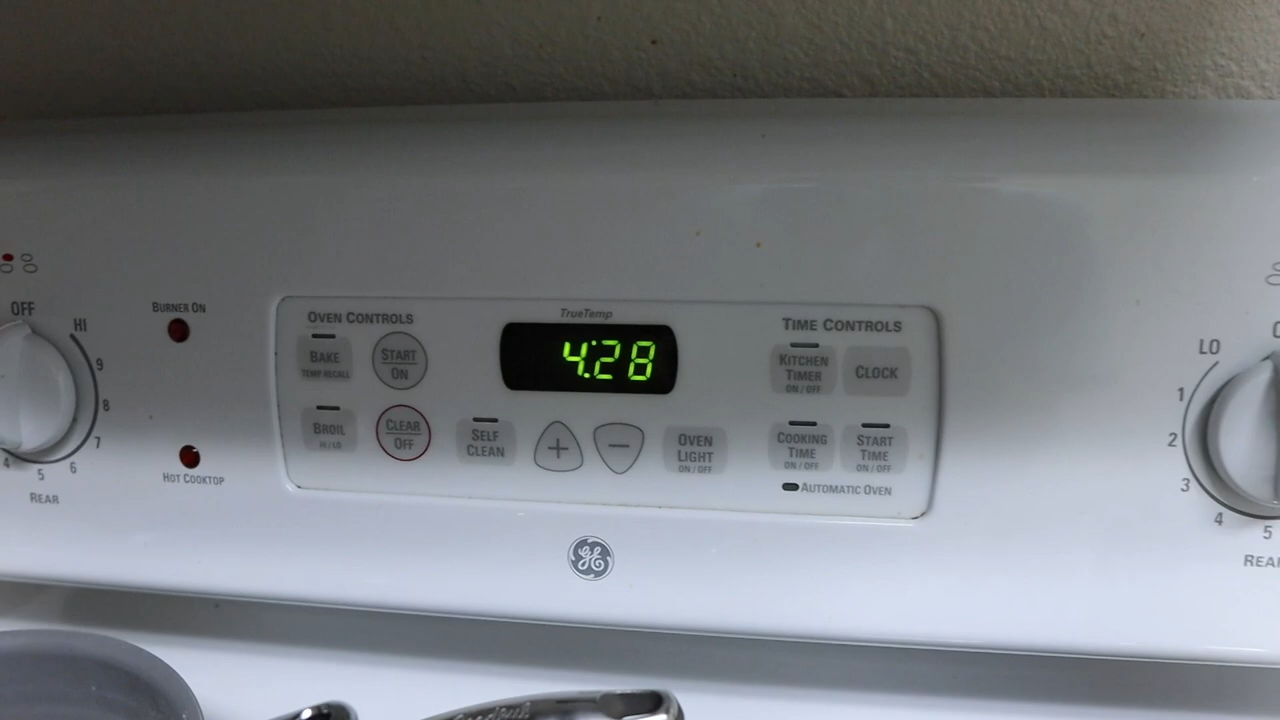 OFF
HI
9
8
7
6
5
4
REAR
BURNER ON
HOT COOKTOP
OVEN CONTROLS
BAKE
TEMP RECALL
START
ON
BROIL
HI/LO
CLEAR
OFF
SELF
CLEAN
TrueTemp
4:28
+
−
OVEN
LIGHT
ON/OFF
TIME CONTROLS
KITCHEN
TIMER
ON/OFF
CLOCK
COOKING
TIME
ON/OFF
START
TIME
ON/OFF
AUTOMATIC OVEN
GE
LO
1
2
3
4
5